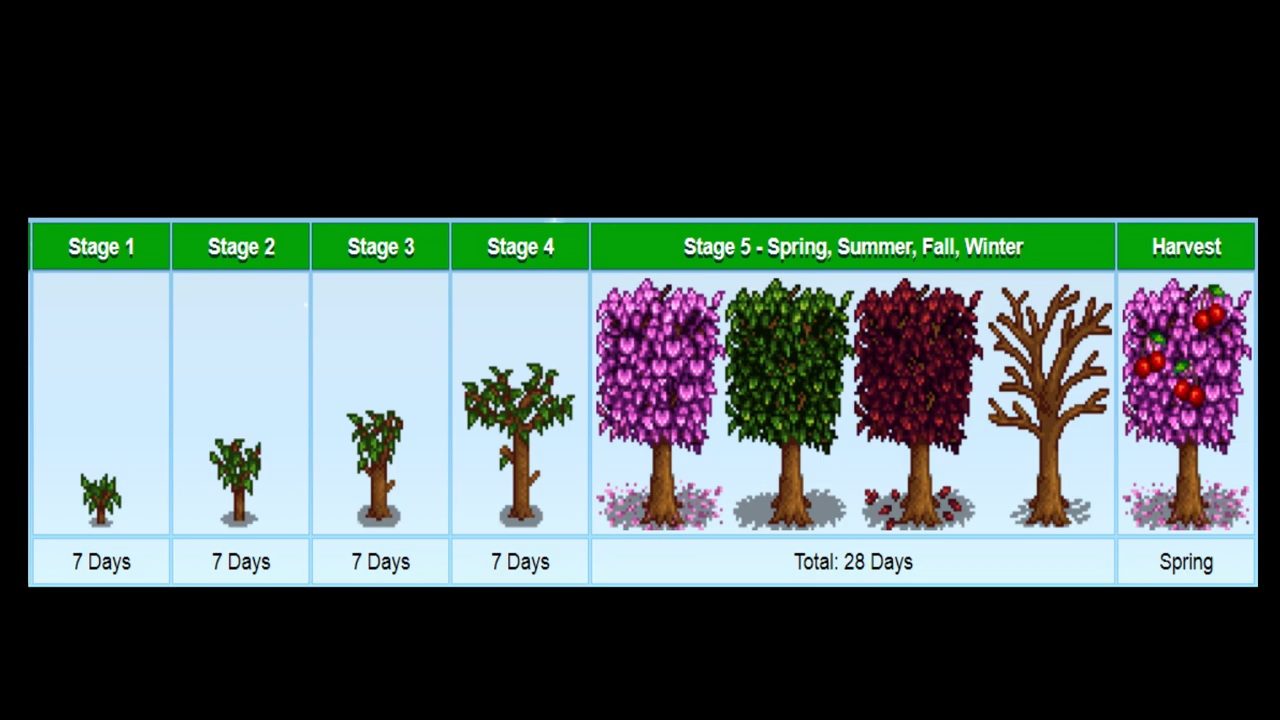 Stage 1
Stage 2
Stage 3
Stage 4
Stage 5 - Spring, Summer, Fall, Winter
Harvest
7 Days
7 Days
7 Days
7 Days
Total: 28 Days
Spring